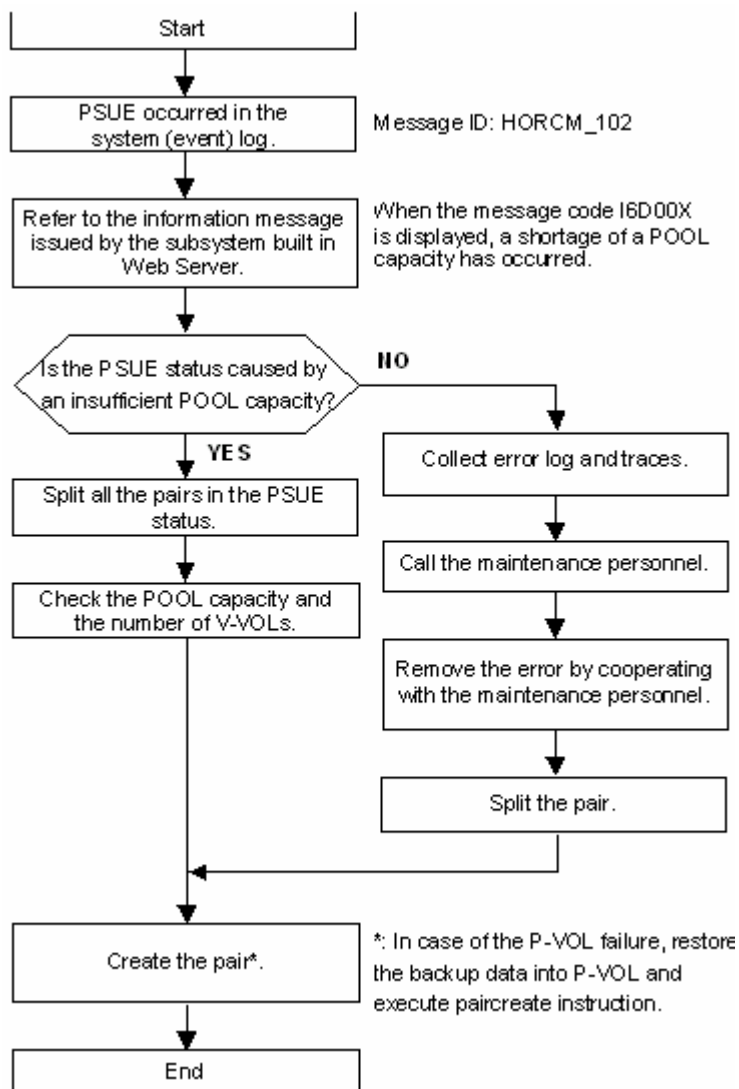 Start
PSUE occurred in the
system (event) log.
Message ID: HORCM_102
Refer to the information message
issued by the subsystem built in
Web Server.
When the message code I6D00X
is displayed, a shortage of a POOL
capacity has occurred.
Is the PSUE status caused by
an insufficient POOL capacity?
NO
YES
Collect error log and traces.
Split all the pairs in the PSUE
status.
Call the maintenance personnel.
Check the POOL capacity and
the number of V-VOLs.
Remove the error by cooperating
with the maintenance personnel.
Split the pair.
Create the pair*.
*: In case of the P-VOL failure, restore
the backup data into P-VOL and
execute paircreate instruction.
End